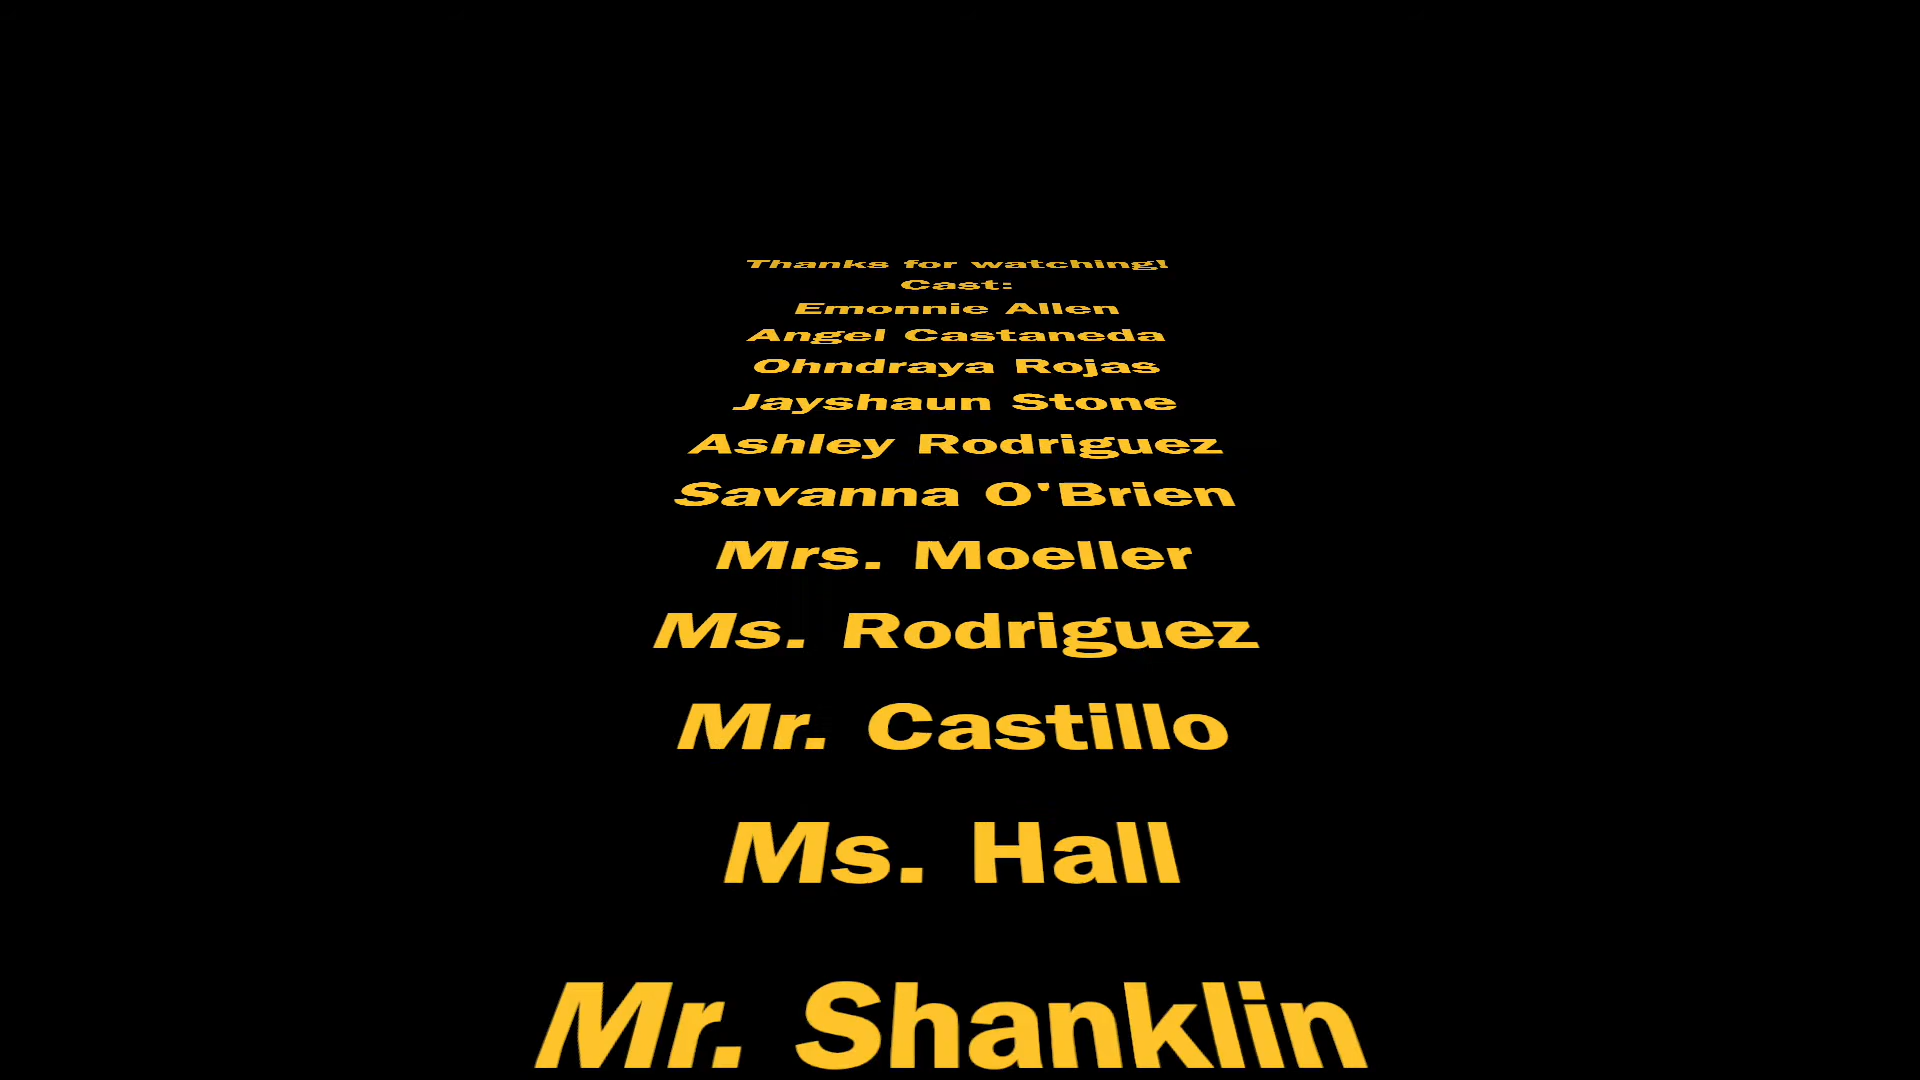 Thanks for watching!
Cast:
Emonnie Allen
Angel Castaneda
Ohndraya Rojas
Jayshaun Stone
Ashley Rodriguez
Savanna O'Brien
Mrs. Moeller
Ms. Rodriguez
Mr. Castillo
Ms. Hall
Mr. Shanklin